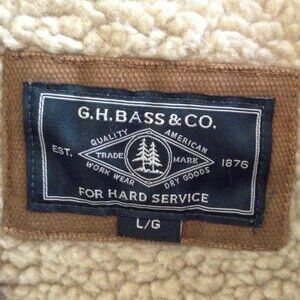 G.H. BASS & CO.
QUALITY AMERICAN
EST. TRADE MARK 1876
WORK WEAR DRY GOODS
FOR HARD SERVICE
L/G